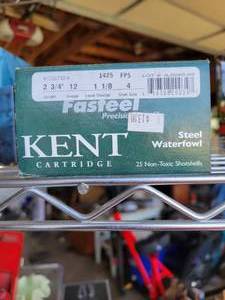 1425 FPS
2 3/4" 12 1 1/8 4
Fasteel
Precision
KENT
CARTRIDGE
Steel
Waterfowl
25 Non-Toxic Shotshells